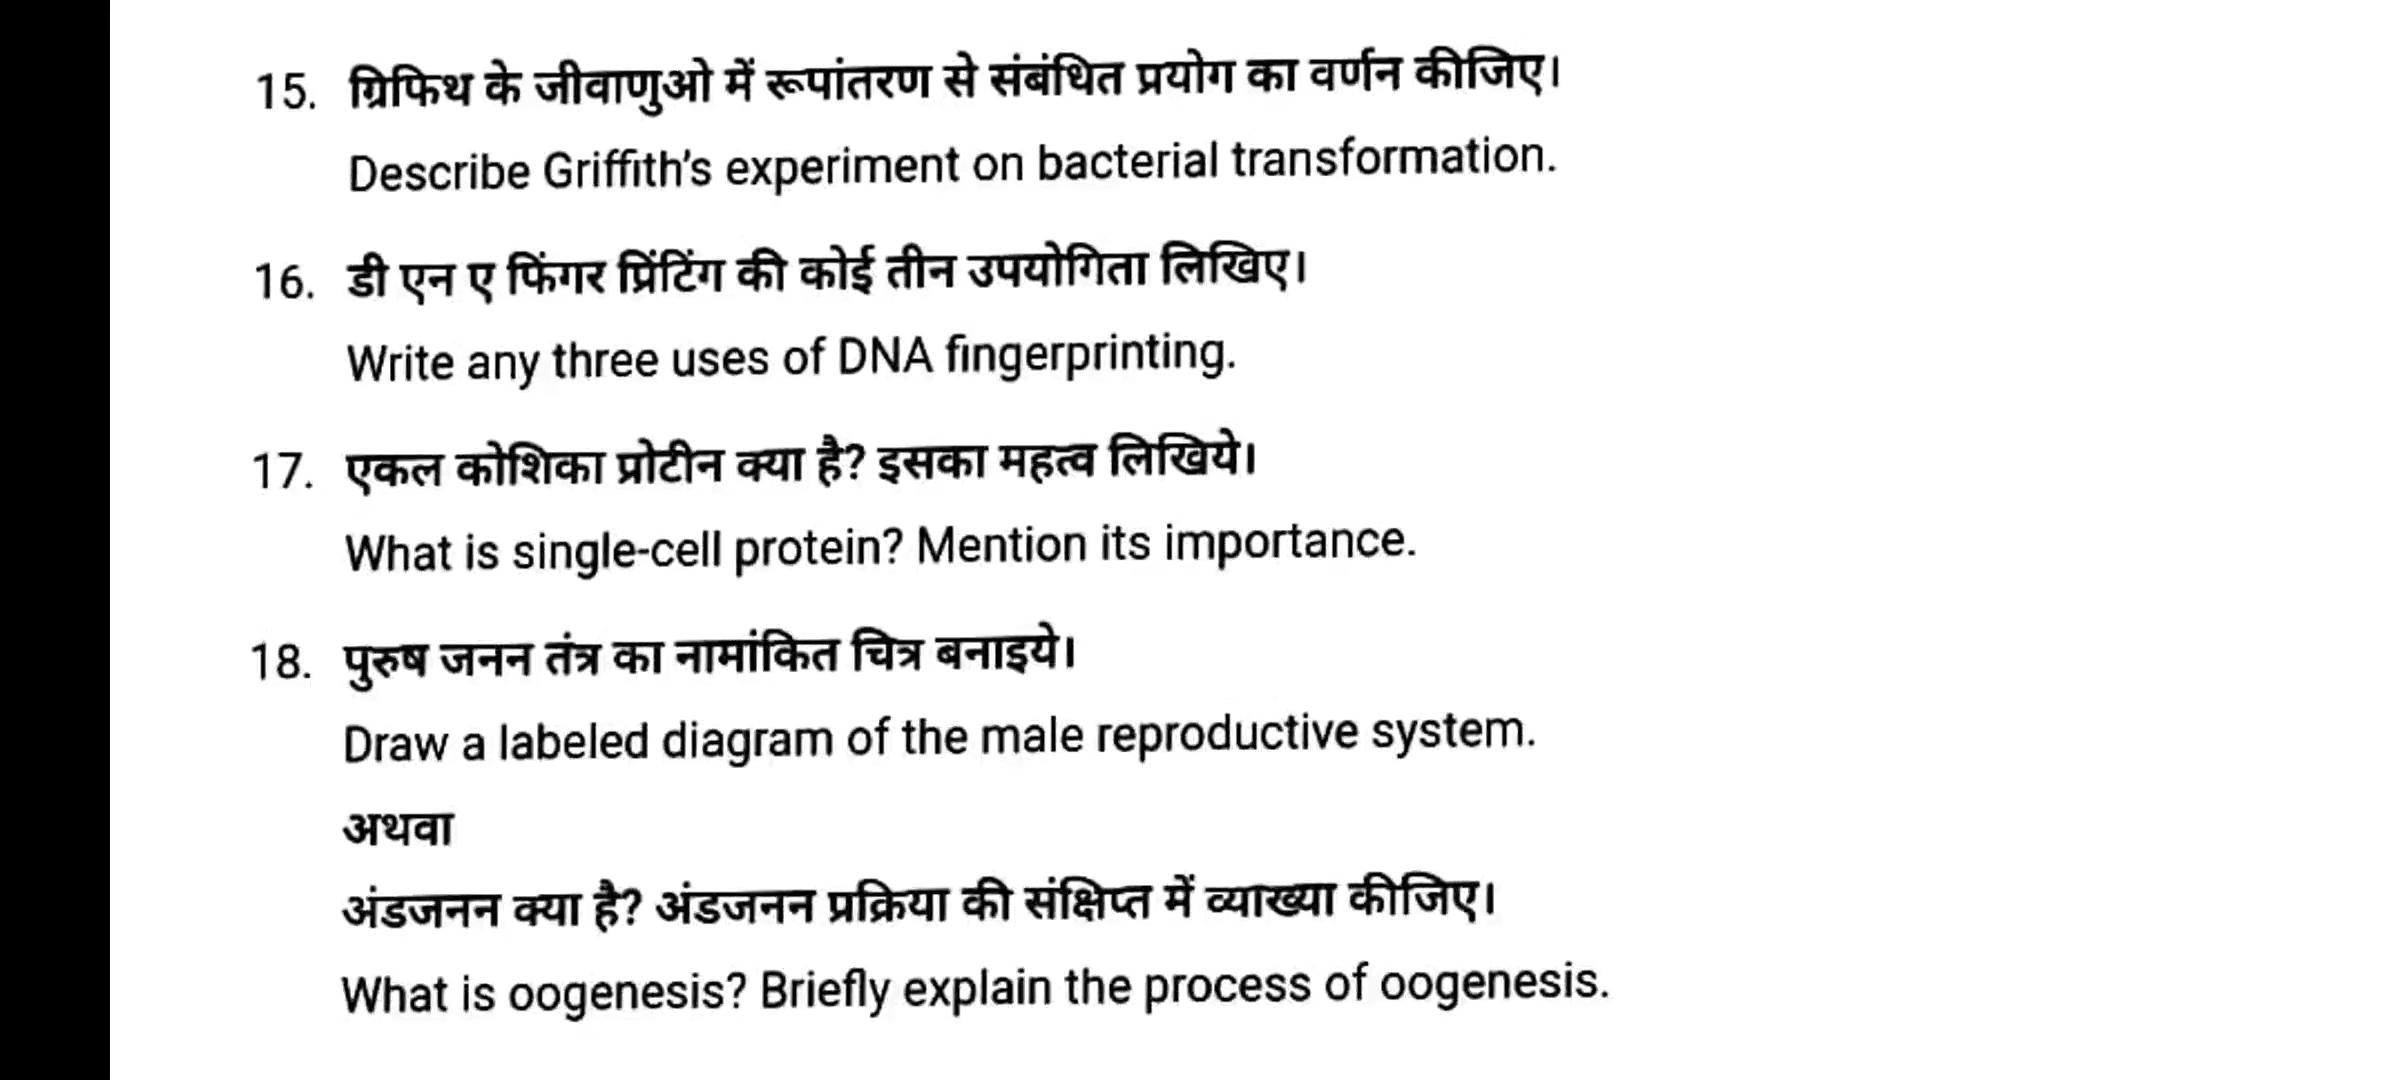 15. ग्रिफिथ के जीवाणुओ में रूपांतरण से संबंधित प्रयोग का वर्णन कीजिए।
Describe Griffith's experiment on bacterial transformation.
16. डी एन ए फिंगर प्रिंटिंग की कोई तीन उपयोगिता लिखिए।
Write any three uses of DNA fingerprinting.
17. एकल कोशिका प्रोटीन क्या है? इसका महत्व लिखिये।
What is single-cell protein? Mention its importance.
18. पुरुष जनन तंत्र का नामांकित चित्र बनाइये।
Draw a labeled diagram of the male reproductive system.
अथवा
अंडजनन क्या है? अंडजनन प्रक्रिया की संक्षिप्त में व्याख्या कीजिए।
What is oogenesis? Briefly explain the process of oogenesis.